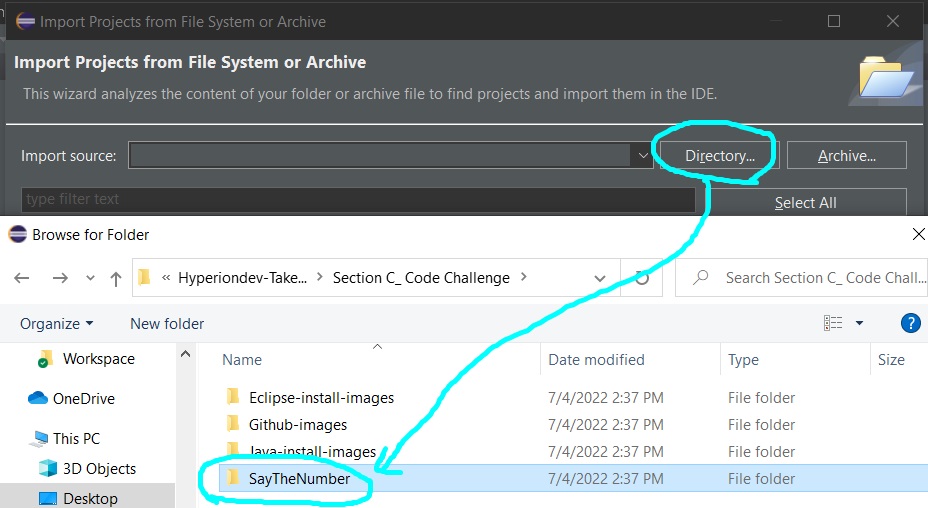 Import Projects from File System or Archive
Import Projects from File System or Archive
This wizard analyzes the content of your folder or archive file to find projects and import them in the IDE.
Import source: Directory... Archive...
type filter text Select All
Browse for Folder
« Hyperiondev-Take... > Section C_ Code Challenge > Search Section C_ Code Chall...
Organize New folder ?
Name Date modified Type Size
Workspace
OneDrive
This PC
3D Objects
Desktop
Eclipse-install-images 7/4/2022 2:37 PM File folder
Github-images 7/4/2022 2:37 PM File folder
Java-install-images 7/4/2022 2:37 PM File folder
SayTheNumber 7/4/2022 2:37 PM File folder